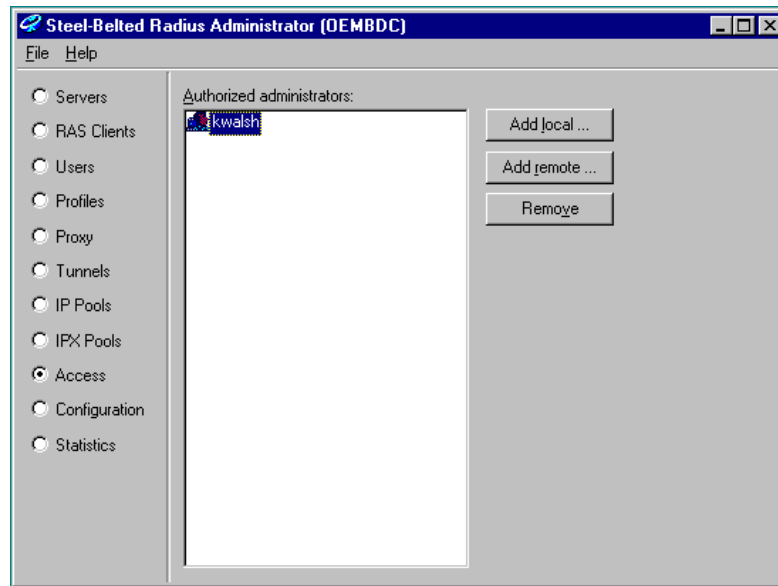 Steel-Belted Radius Administrator (OEMBDC)
File Help
Servers
RAS Clients
Users
Profiles
Proxy
Tunnels
IP Pools
IPX Pools
Access
Configuration
Statistics
Authorized administrators:
kwalsh
Add local ...
Add remote ...
Remove